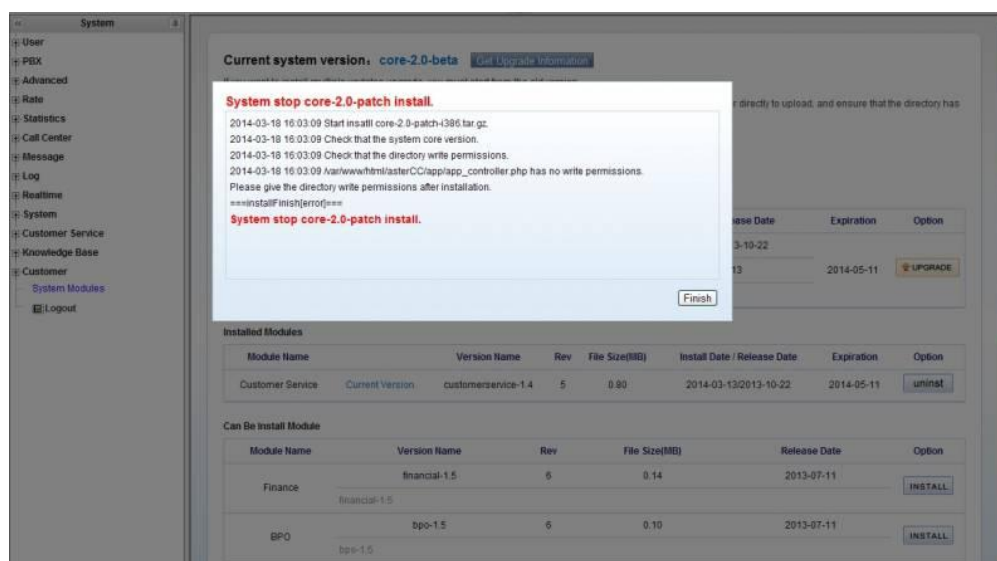 System
User
PBX
Advanced
Rate
Statistics
Call Center
Message
Log
Realtime
System
Customer Service
Knowledge Base
Customer
System Modules
Logout
Current system version: core-2.0-beta Get Upgrade Information
r directly to upload, and ensure that the directory has
System stop core-2.0-patch install.
2014-03-18 16:03:09 Start insatll core-2.0-patch-i386.tar.gz.
2014-03-18 16:03:09 Check that the system core version.
2014-03-18 16:03:09 Check that the directory write permissions.
2014-03-18 16:03:09 /var/www/html/asterCC/app/app_controller.php has no write permissions.
Please give the directory write permissions after installation.
===installFinish[error]===
System stop core-2.0-patch install.
Finish
ease Date Expiration Option
3-10-22
13 2014-05-11 UPGRADE
Installed Modules
Module Name Version Name Rev File Size(MB) Install Date / Release Date Expiration Option
Customer Service Current Version customerservice-1.4 5 0.90 2014-03-13/2013-10-22 2014-05-11 uninst
Can Be Install Module
Module Name Version Name Rev File Size(MB) Release Date Option
Finance financial-1.5 6 0.14 2013-07-11 INSTALL
financial-1.5
BPO bpo-1.5 6 0.10 2013-07-11 INSTALL
bpo-1.5